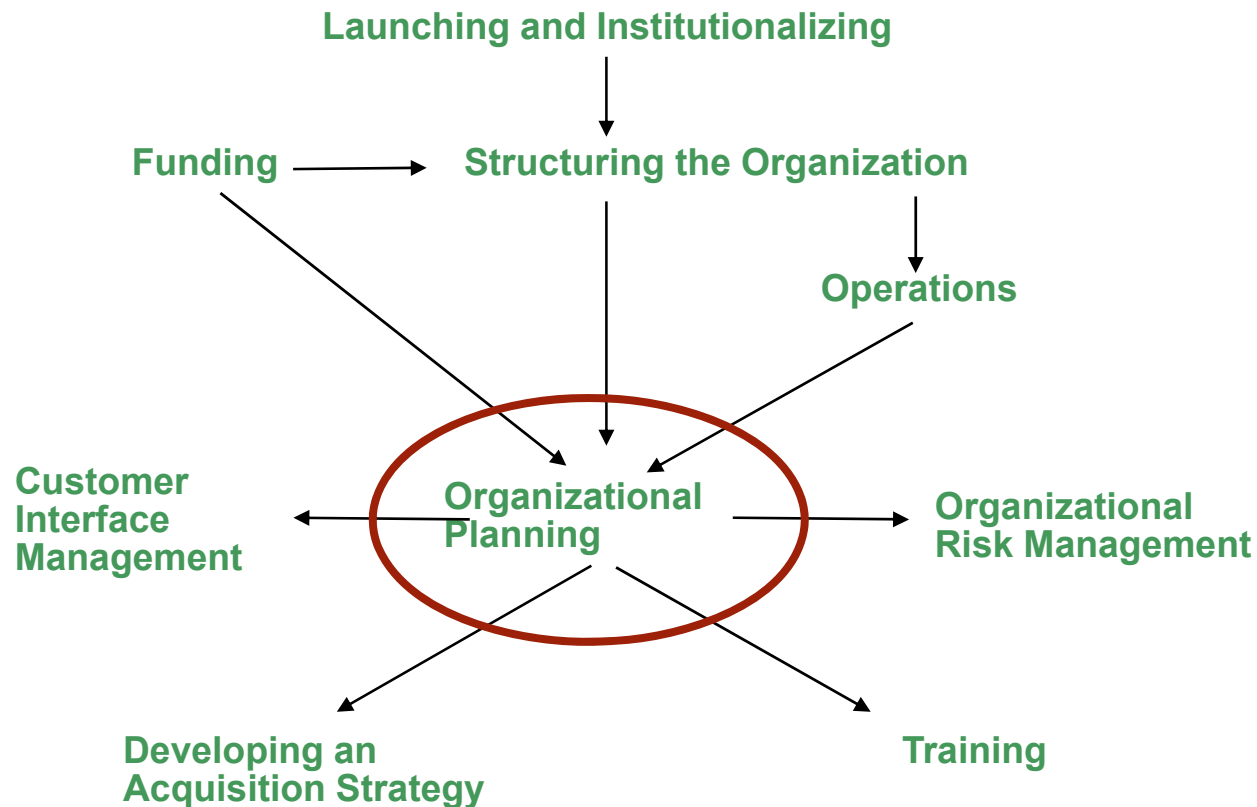 Launching and Institutionalizing
Funding
Structuring the Organization
Operations
Customer
Interface
Management
Organizational
Planning
Organizational
Risk Management
Developing an
Acquisition Strategy
Training